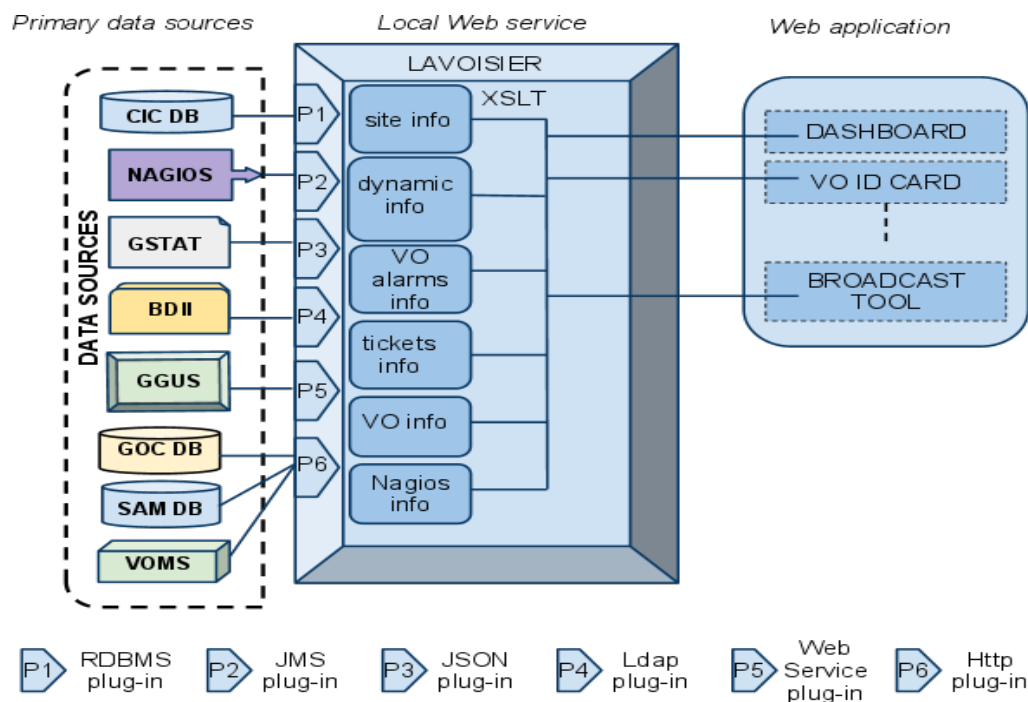 Primary data sources
Local Web service
Web application
LAVOISIER
XSLT
DATA SOURCES
CIC DB
NAGIOS
GSTAT
BDII
GGUS
GOC DB
SAM DB
VOMS
P1
P2
P3
P4
P5
P6
site info
dynamic
info
VO
alarms
info
tickets
info
VO info
Nagios
info
DASHBOARD
VO ID CARD
BROADCAST
TOOL
P1
RDBMS
plug-in
P2
JMS
plug-in
P3
JSON
plug-in
P4
Ldap
plug-in
P5
Web
Service
plug-in
P6
Http
plug-in